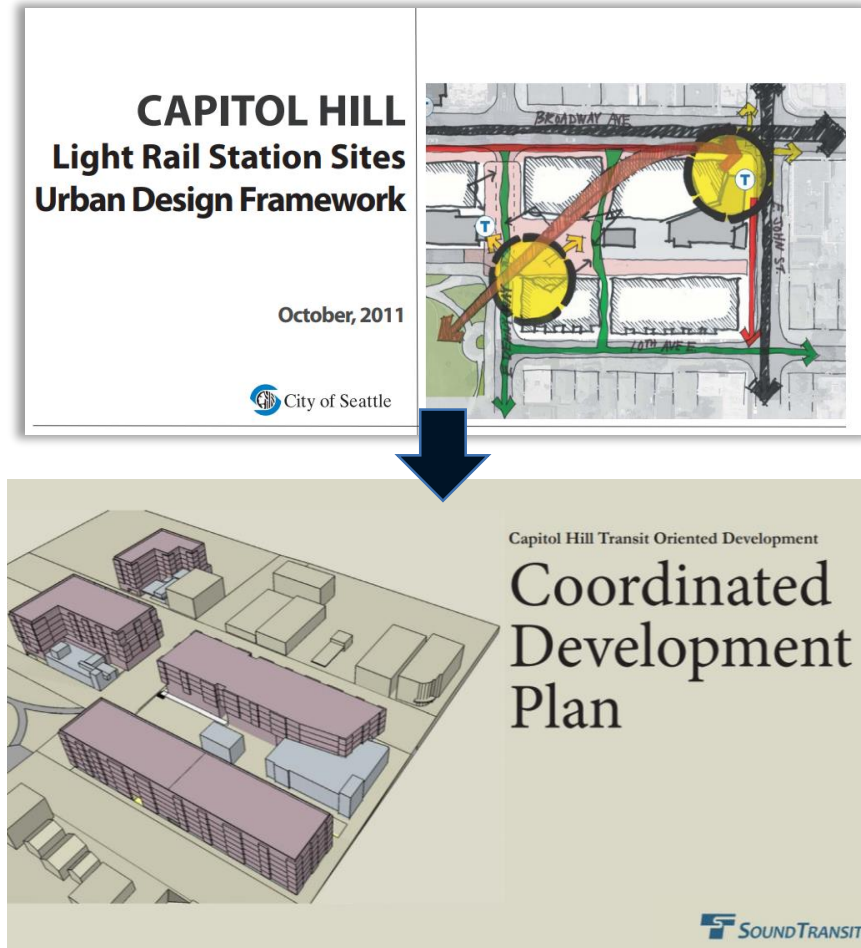 CAPITOL HILL
Light Rail Station Sites
Urban Design Framework
October, 2011
City of Seattle
BROADWAY AVE
T
T
E JOHN ST.
10TH AVE E
Capitol Hill Transit Oriented Development
Coordinated
Development
Plan
SOUNDTRANSIT